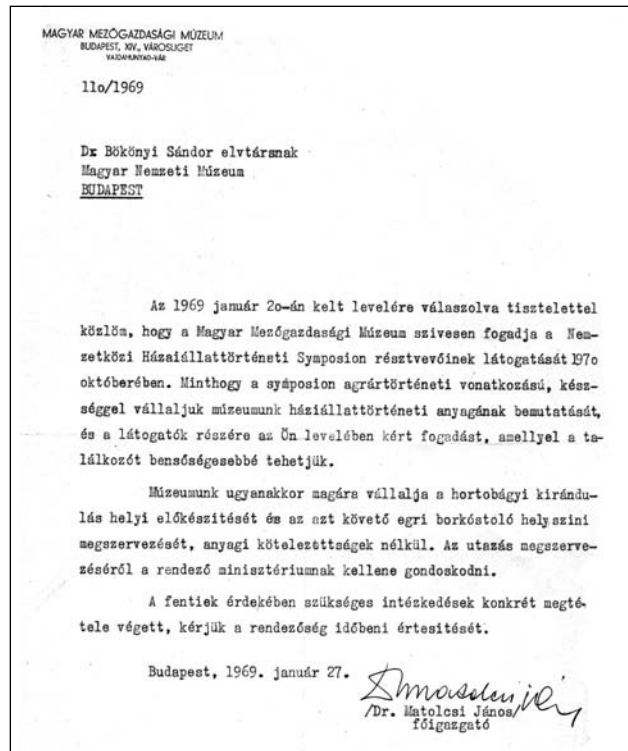 MAGYAR MEZŐGAZDASÁGI MÚZEUM
BUDAPEST, XIV., VÁROSLIGET
VAJDAHUNYAD-VÁR
11o/1969
Dr Bökönyi Sándor elvtársnak
Magyar Nemzeti Múzeum
BUDAPEST
Az 1969 január 2o-án kelt levelére válaszolva tisztelettel
közlöm, hogy a Magyar Mezőgazdasági Múzeum szivesen fogadja a Nem-
zetközi Házaiállattörténeti Symposion résztvevőinek látogatását 197o
októberében. Minthogy a symposion agrártörténeti vonatkozású, kész-
séggel vállaljuk múzeumunk háziállattörténeti anyagának bemutatását,
és a látogatók részére az Ön levelében kért fogadást, amellyel a ta-
lálkozót bensőségesebbé tehetjük.
Múzeumunk ugyanakkor magára vállalja a hortobágyi kirándu-
lás helyi előkészitését és az azt követő egri borkóstoló helyszini
megszervezését, anyagi kötelezettségek nélkül. Az utazás megszerve-
zéséről a rendező minisztériumnak kellene gondoskodni.
A fentiek érdekében szükséges intézkedések konkrét megté-
tele végett, kérjük a rendezőség időbeni értesitését.
Budapest, 1969. január 27.
/Dr. Matolcsi János/
főigazgató